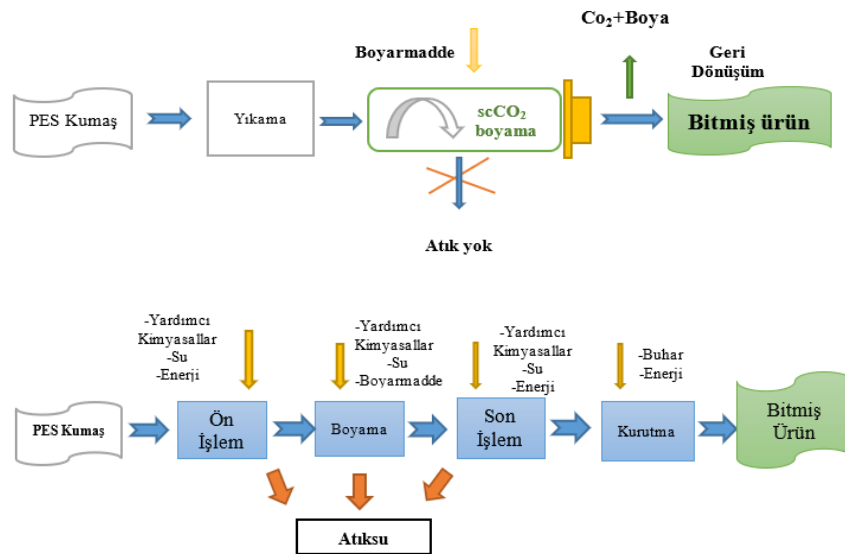 Co₂+Boya
Boyarmadde
Geri
Dönüşüm
PES Kumaş
Yıkama
scCO₂
boyama
Bitmiş ürün
Atık yok
-Yardımcı
Kimyasallar
-Su
-Enerji
-Yardımcı
Kimyasallar
-Su
-Boyarmadde
-Yardımcı
Kimyasallar
-Su
-Enerji
-Buhar
-Enerji
PES Kumaş
Ön
İşlem
Boyama
Son
İşlem
Kurutma
Bitmiş
Ürün
Atıksu